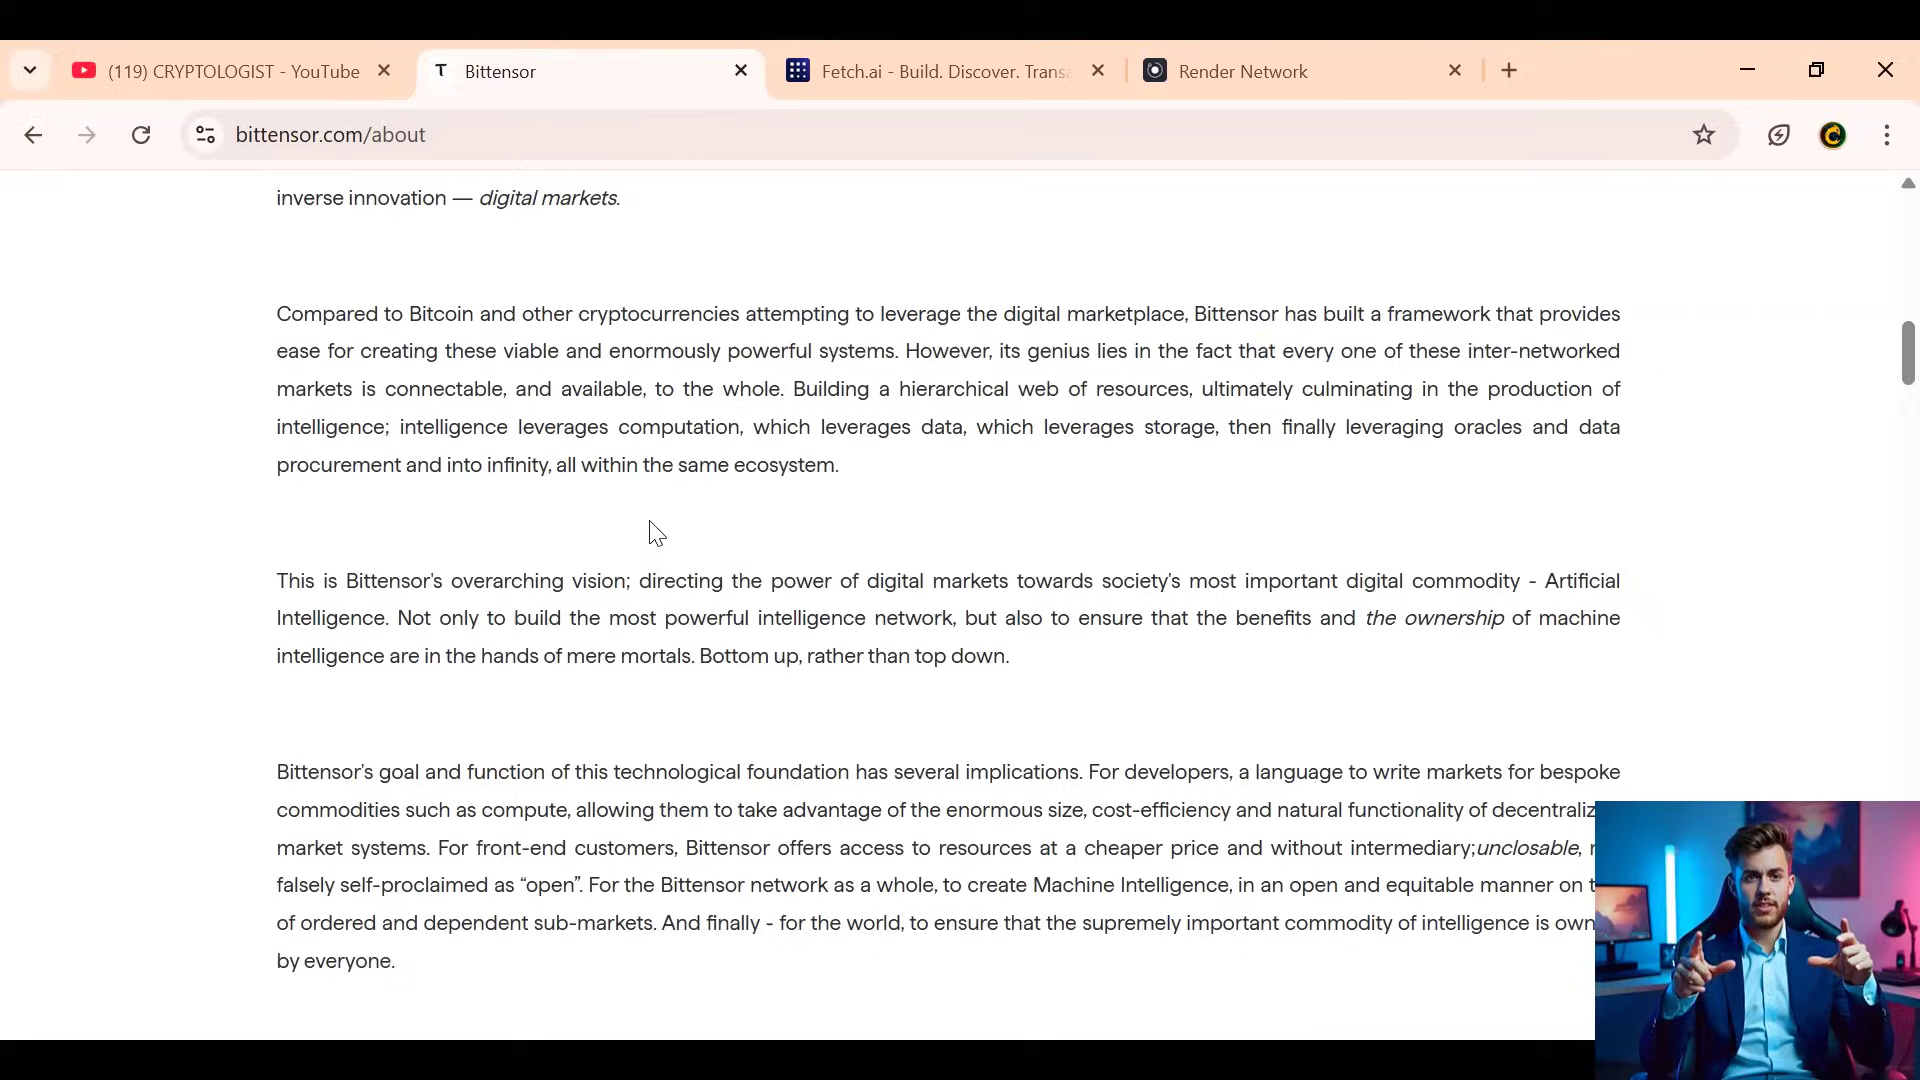 (119) CRYPTOLOGIST - YouTube
Bittensor
Fetch.ai - Build. Discover. Transa
Render Network
bittensor.com/about
inverse innovation — digital markets.
Compared to Bitcoin and other cryptocurrencies attempting to leverage the digital marketplace, Bittensor has built a framework that provides
ease for creating these viable and enormously powerful systems. However, its genius lies in the fact that every one of these inter-networked
markets is connectable, and available, to the whole. Building a hierarchical web of resources, ultimately culminating in the production of
intelligence; intelligence leverages computation, which leverages data, which leverages storage, then finally leveraging oracles and data
procurement and into infinity, all within the same ecosystem.
This is Bittensor's overarching vision; directing the power of digital markets towards society's most important digital commodity - Artificial
Intelligence. Not only to build the most powerful intelligence network, but also to ensure that the benefits and the ownership of machine
intelligence are in the hands of mere mortals. Bottom up, rather than top down.
Bittensor's goal and function of this technological foundation has several implications. For developers, a language to write markets for bespoke
commodities such as compute, allowing them to take advantage of the enormous size, cost-efficiency and natural functionality of decentraliz
market systems. For front-end customers, Bittensor offers access to resources at a cheaper price and without intermediary;unclosable,
falsely self-proclaimed as “open”. For the Bittensor network as a whole, to create Machine Intelligence, in an open and equitable manner on t
of ordered and dependent sub-markets. And finally - for the world, to ensure that the supremely important commodity of intelligence is own
by everyone.